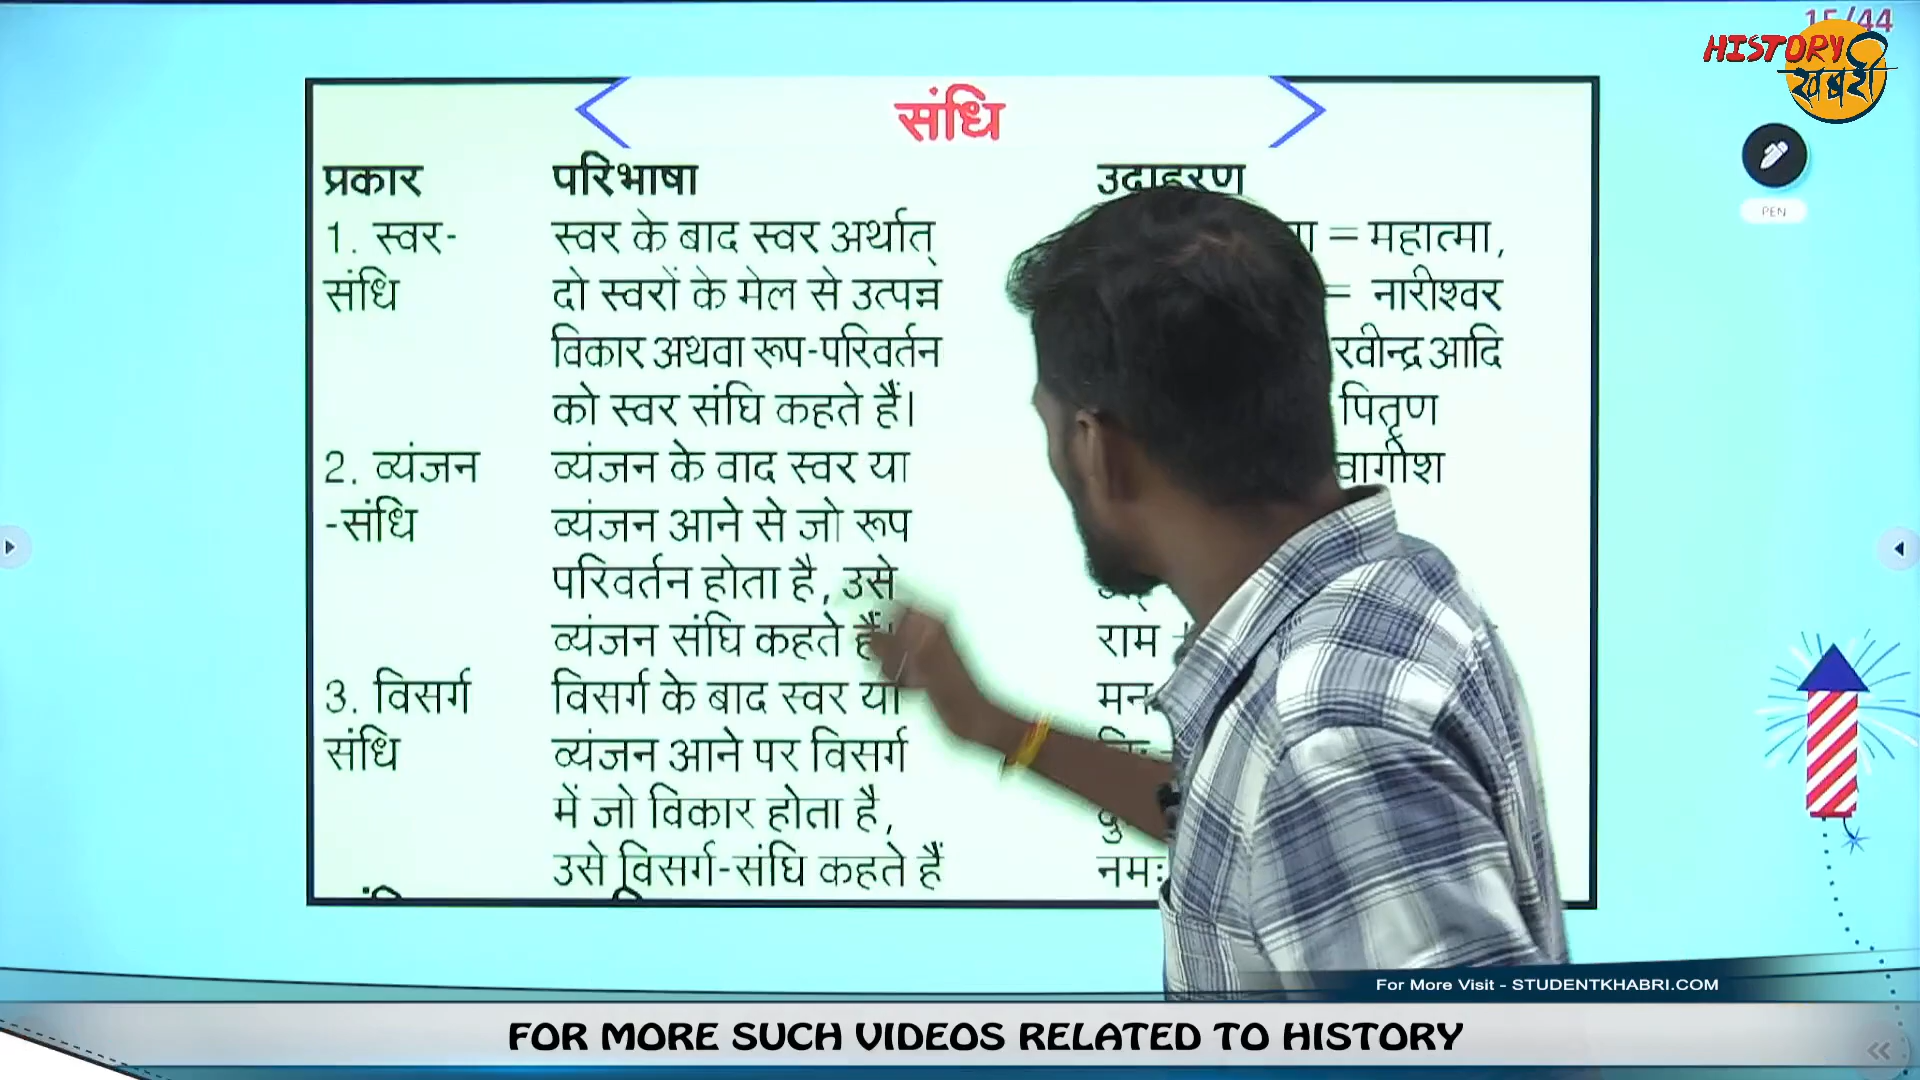 15/44
HISTORY
खबरी
PEN
संधि
प्रकार परिभाषा उदाहरण
1. स्वर- स्वर के बाद स्वर अर्थात् = महात्मा,
संधि दो स्वरों के मेल से उत्पन्न = नारीश्वर
विकार अथवा रूप-परिवर्तन रवीन्द्र आदि
को स्वर संघि कहते हैं। पितृण
2. व्यंजन व्यंजन के वाद स्वर या वागीश
-संधि व्यंजन आने से जो रूप
परिवर्तन होता है, उसे
व्यंजन संघि कहते हैं। राम +
3. विसर्ग विसर्ग के बाद स्वर या मन
संधि व्यंजन आने पर विसर्ग
में जो विकार होता है,
उसे विसर्ग-संघि कहते हैं नमः
For More Visit - STUDENTKHABRI.COM
FOR MORE SUCH VIDEOS RELATED TO HISTORY